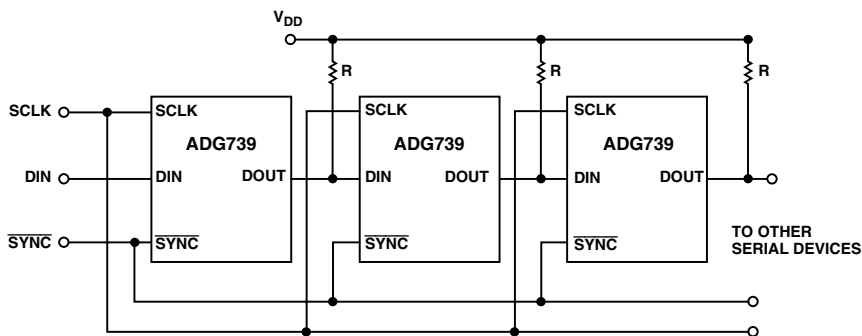 V_DD
R R R
SCLK SCLK SCLK SCLK
ADG739 ADG739 ADG739
DIN DIN DOUT DIN DOUT DIN DOUT
SYNC SYNC SYNC SYNC
TO OTHER
SERIAL DEVICES